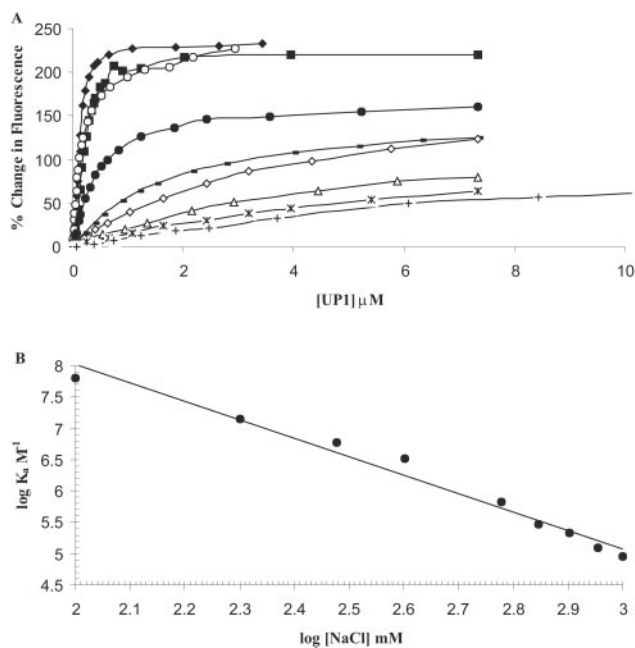 A
% Change in Fluorescence
250
200
150
100
50
0
0 2 4 6 8 10
[UP1] μM
B
log Ka M-1
8
7.5
7
6.5
6
5.5
5
4.5
2 2.1 2.2 2.3 2.4 2.5 2.6 2.7 2.8 2.9 3
log [NaCl] mM